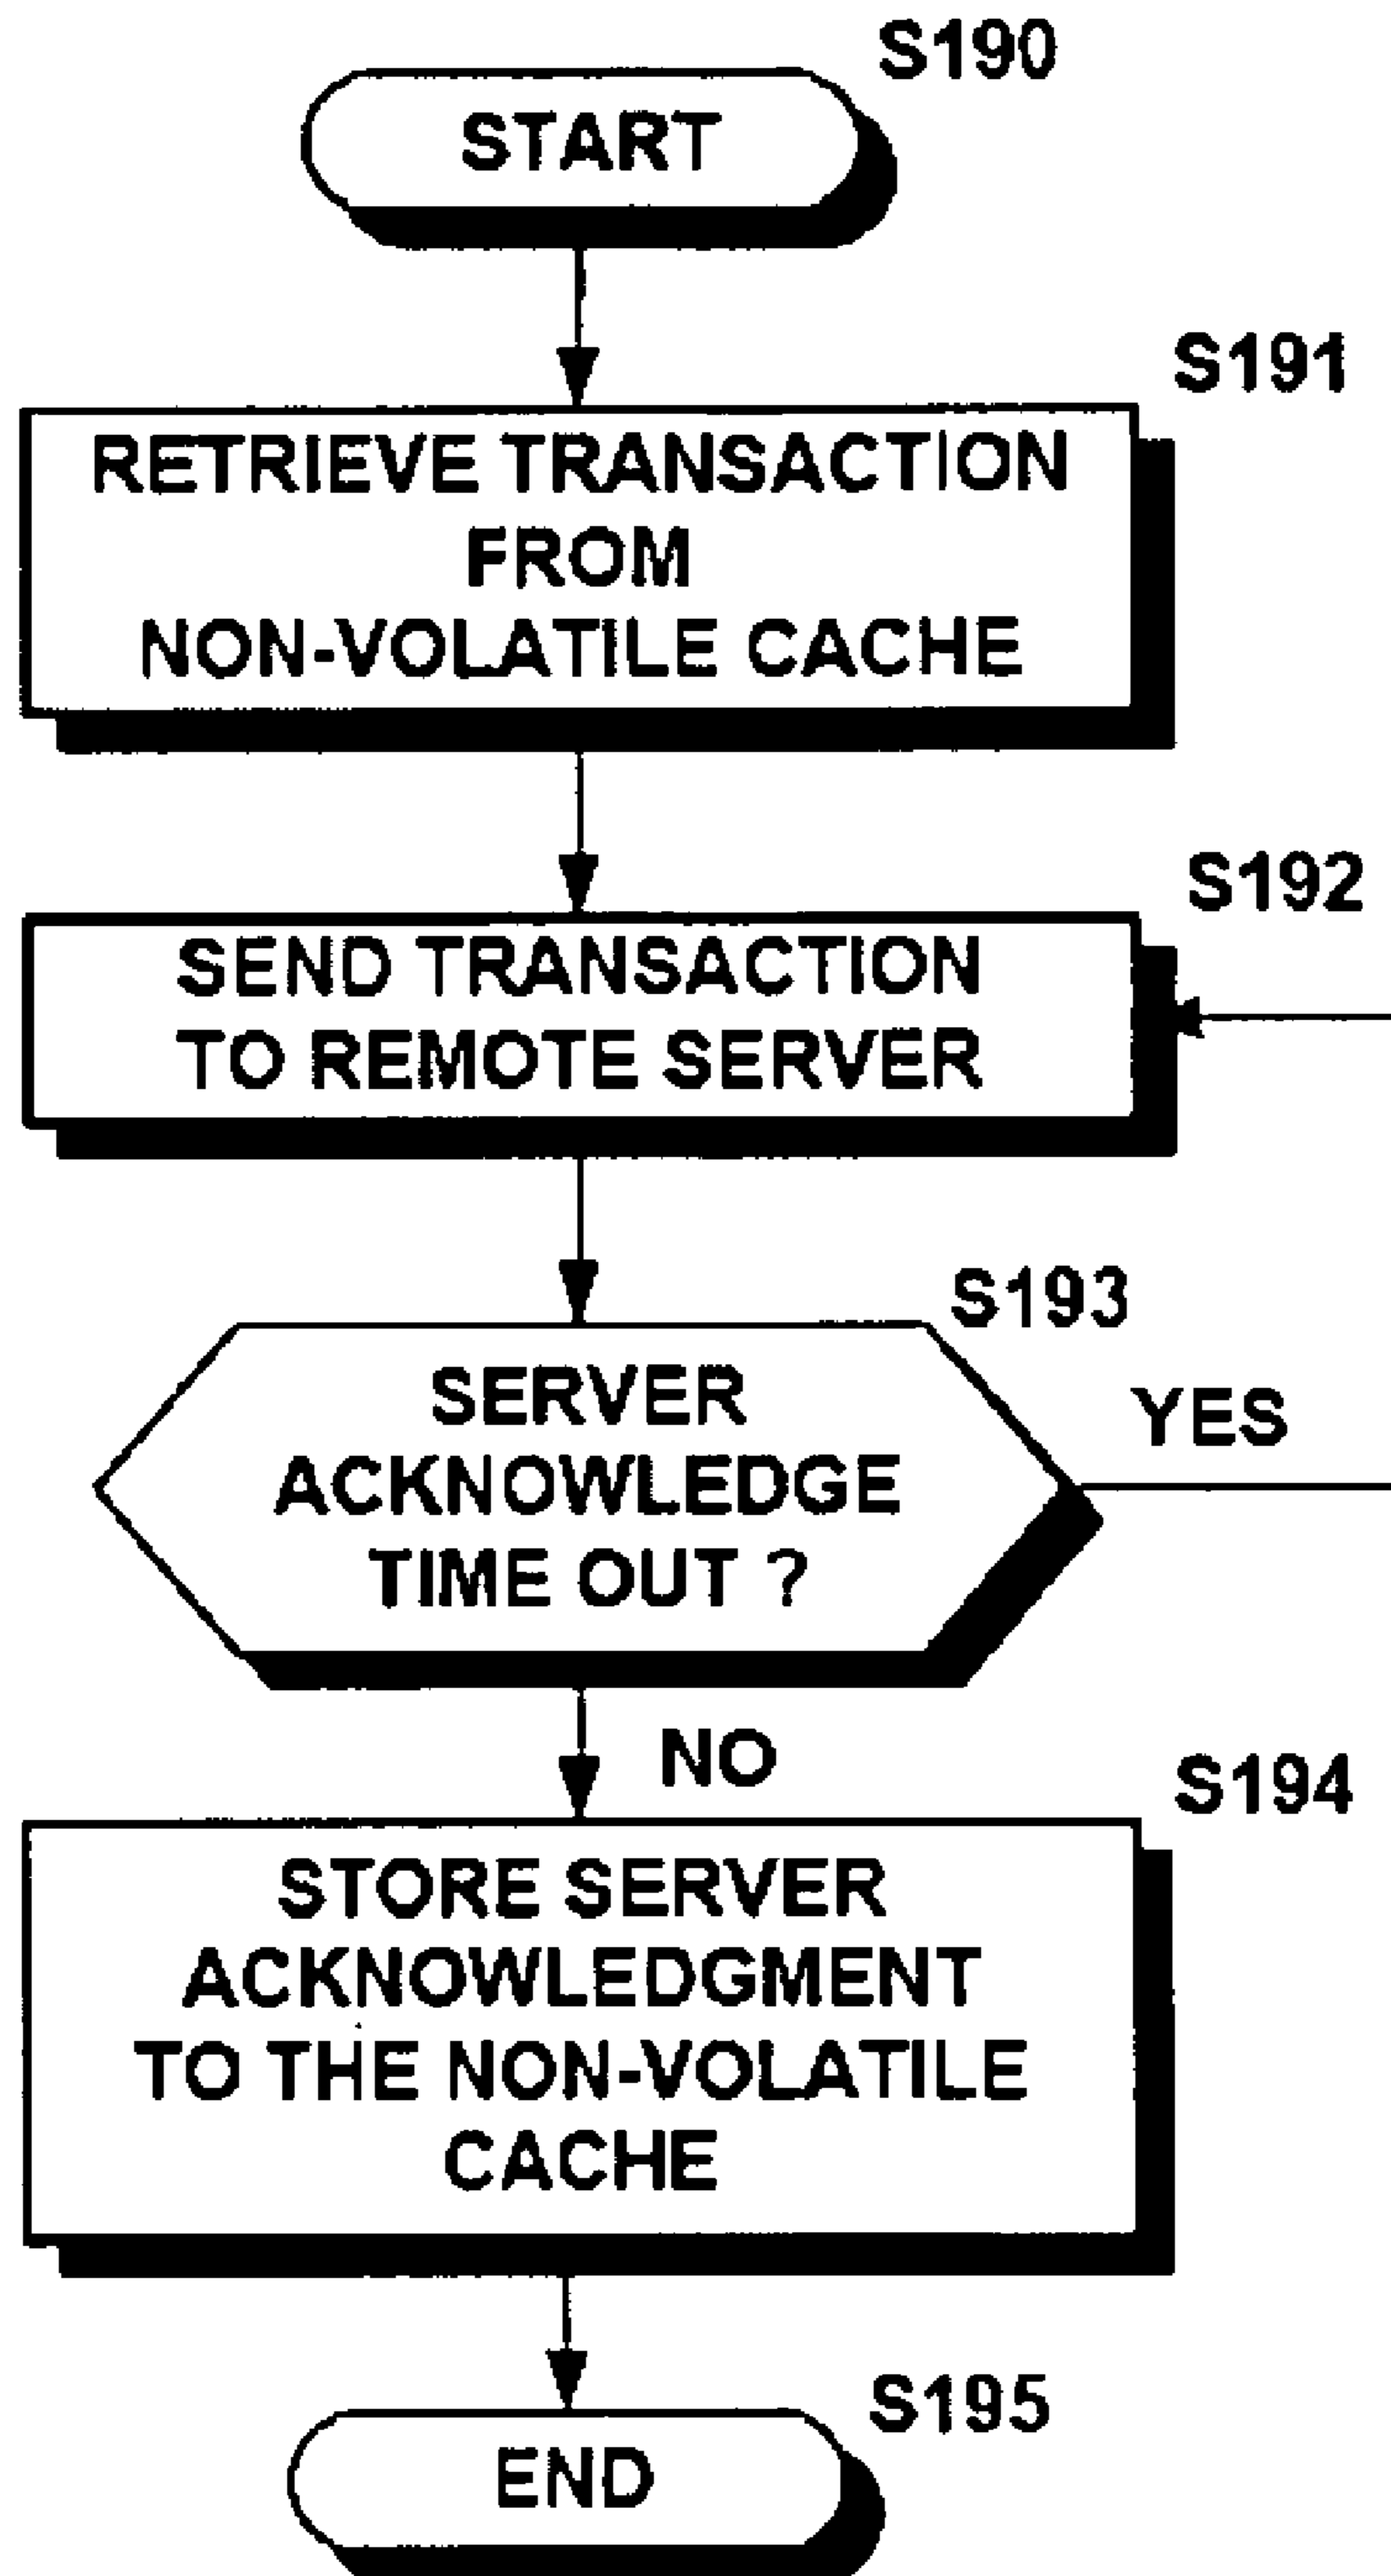 S190
START
S191
RETRIEVE TRANSACTION
FROM
NON-VOLATILE CACHE
S192
SEND TRANSACTION
TO REMOTE SERVER
S193
SERVER
ACKNOWLEDGE
TIME OUT ?
YES
NO
S194
STORE SERVER
ACKNOWLEDGMENT
TO THE NON-VOLATILE
CACHE
S195
END